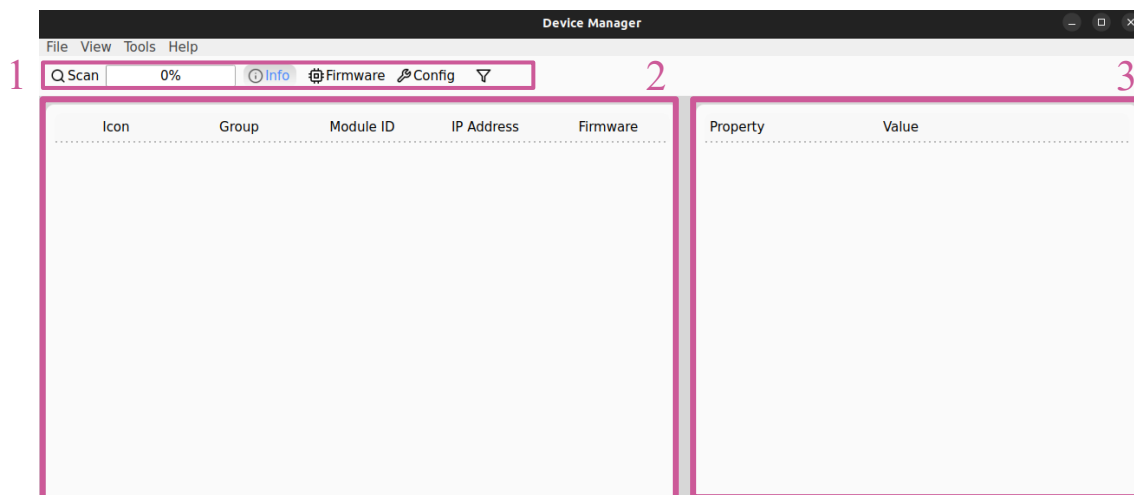 Device Manager
File View Tools Help
1 Scan 0% Info Firmware Config 2 3
Icon Group Module ID IP Address Firmware Property Value